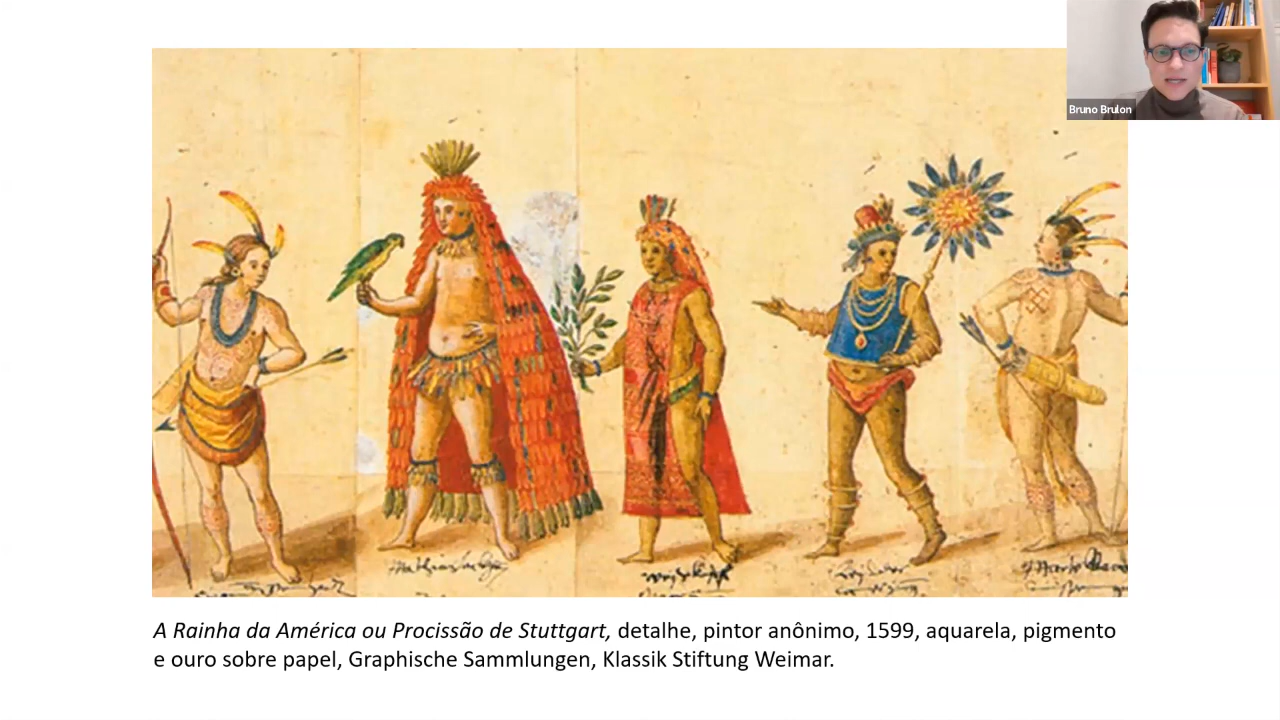 Bruno Brulon
A Rainha da América ou Procissão de Stuttgart, detalhe, pintor anônimo, 1599, aquarela, pigmento
e ouro sobre papel, Graphische Sammlungen, Klassik Stiftung Weimar.